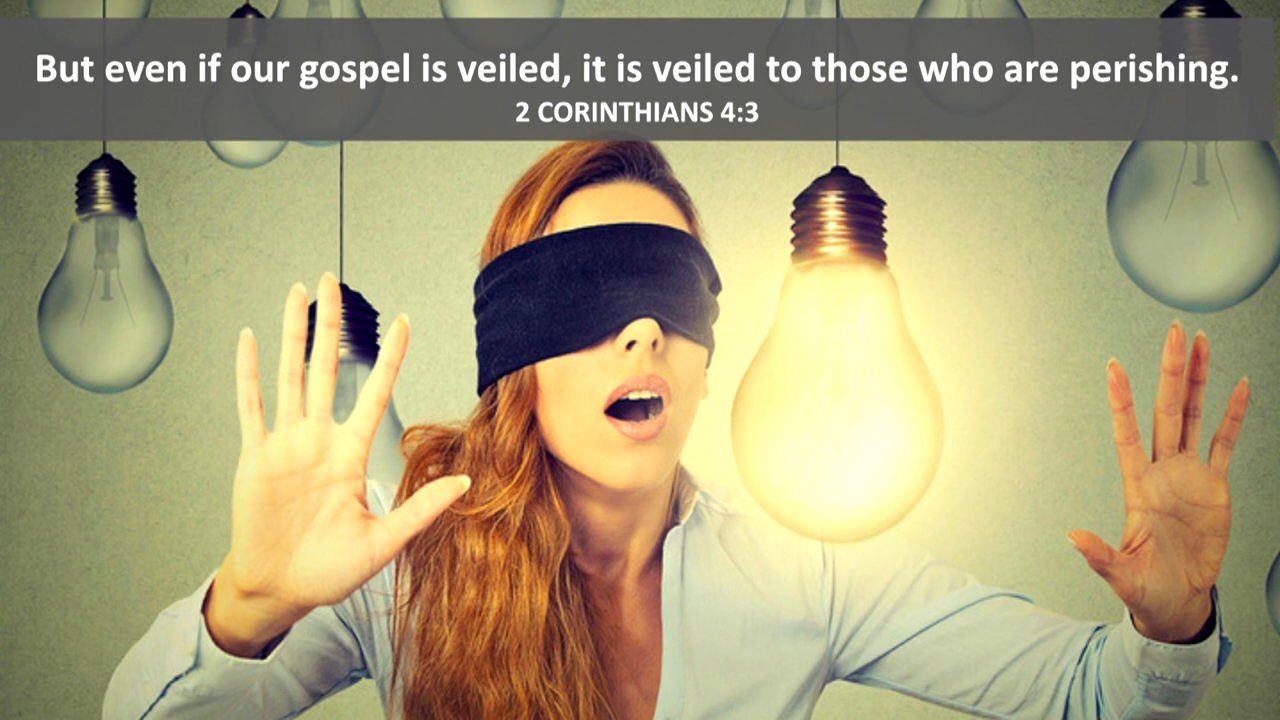 But even if our gospel is veiled, it is veiled to those who are perishing.
2 CORINTHIANS 4:3